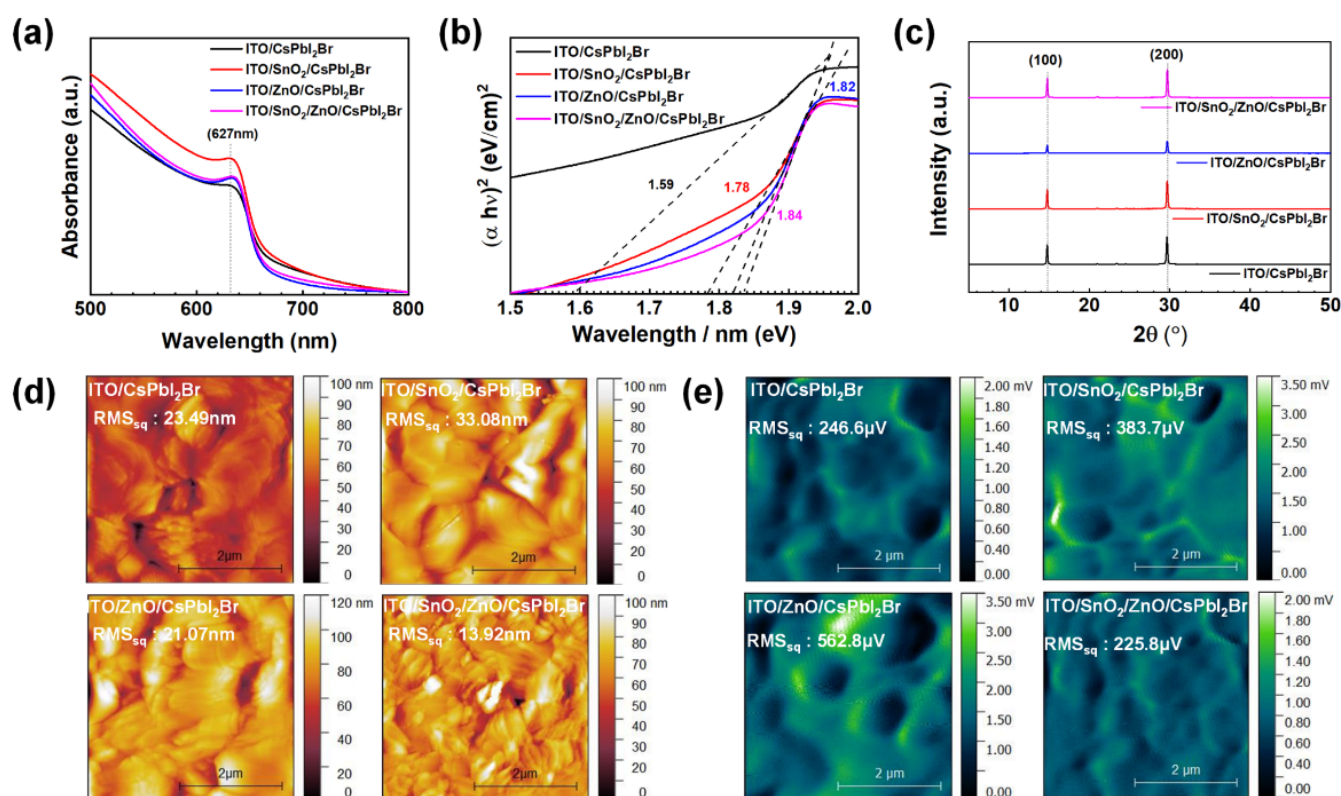 (a)
ITO/CsPbI₂Br
ITO/SnO₂/CsPbI₂Br
ITO/ZnO/CsPbI₂Br
ITO/SnO₂/ZnO/CsPbI₂Br
(627nm)
Absorbance (a.u.)
500 600 700 800
Wavelength (nm)
(b)
ITO/CsPbI₂Br
ITO/SnO₂/CsPbI₂Br
ITO/ZnO/CsPbI₂Br
ITO/SnO₂/ZnO/CsPbI₂Br
1.82
1.59
1.78
1.84
(α hν)² (eV/cm)²
1.5 1.6 1.7 1.8 1.9 2.0
Wavelength / nm (eV)
(c)
(100)
(200)
ITO/SnO₂/ZnO/CsPbI₂Br
ITO/ZnO/CsPbI₂Br
ITO/SnO₂/CsPbI₂Br
ITO/CsPbI₂Br
Intensity (a.u.)
10 20 30 40 50
2θ (°)
(d)
ITO/CsPbI₂Br
RMSsq : 23.49nm
2µm
100 nm
90
80
70
60
50
40
30
20
10
0
ITO/SnO₂/CsPbI₂Br
RMSsq : 33.08nm
2µm
100 nm
90
80
70
60
50
40
30
20
10
0
ITO/ZnO/CsPbI₂Br
RMSsq : 21.07nm
2µm
120 nm
100
80
60
40
20
0
ITO/SnO₂/ZnO/CsPbI₂Br
RMSsq : 13.92nm
2µm
100 nm
90
80
70
60
50
40
30
20
10
0
(e)
ITO/CsPbI₂Br
RMSsq : 246.6µV
2 µm
2.00 mV
1.80
1.60
1.40
1.20
1.00
0.80
0.60
0.40
0.00
ITO/SnO₂/CsPbI₂Br
RMSsq : 383.7µV
2 µm
3.50 mV
3.00
2.50
2.00
1.50
1.00
0.00
ITO/ZnO/CsPbI₂Br
RMSsq : 562.8µV
2 µm
3.50 mV
3.00
2.50
2.00
1.50
1.00
0.00
ITO/SnO₂/ZnO/CsPbI₂Br
RMSsq : 225.8µV
2 µm
2.00 mV
1.80
1.60
1.40
1.20
1.00
0.80
0.60
0.40
0.00